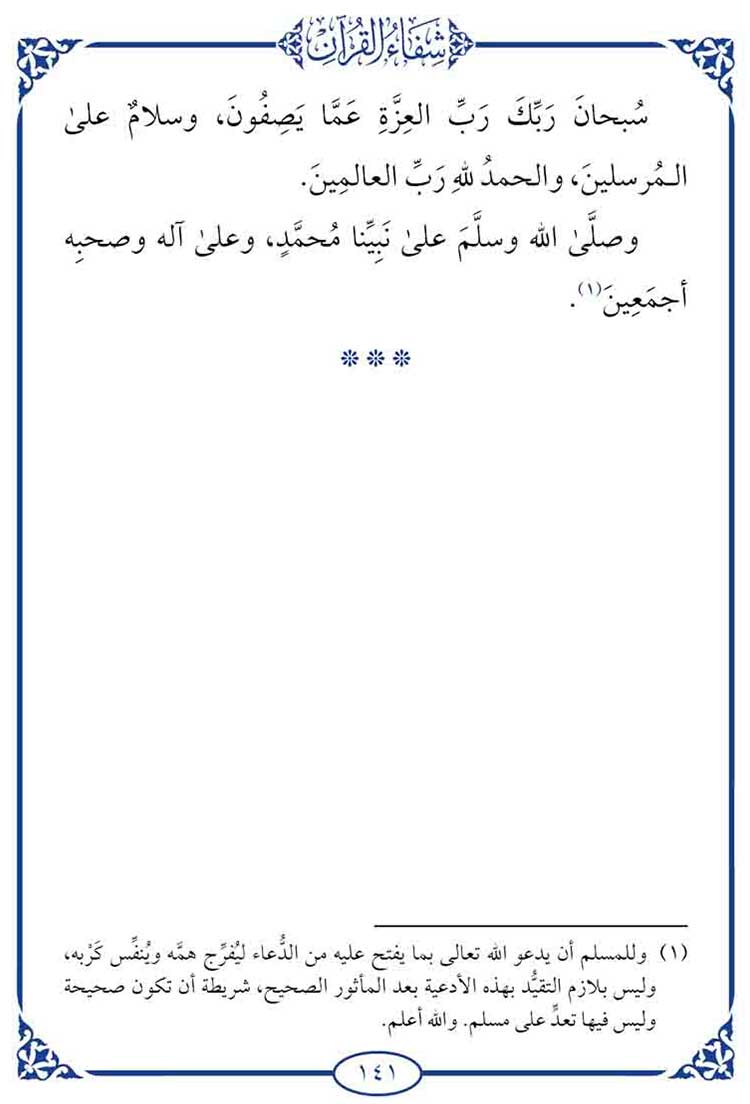 شِفَاءُ القُرْآن
سُبحانَ رَبِّكَ رَبِّ العِزَّةِ عَمَّا يَصِفُونَ، وسلامٌ علىٰ
المُرسلينَ، والحمدُ للهِ رَبِّ العالمِينَ.
وصلَّىٰ الله وسلَّمَ علىٰ نَبِيِّنا مُحمَّدٍ، وعلىٰ آله وصحبِه
أجمَعِينَ(١).
(١) وللمسلم أن يدعو الله تعالى بما يفتح عليه من الدُّعاء ليُفرِّج همَّه ويُنفِّس كَرْبه،
وليس بلازم التقيُّد بهذه الأدعية بعد المأثور الصحيح، شريطة أن تكون صحيحة
وليس فيها تعدٍّ على مسلم. والله أعلم.
١٤١